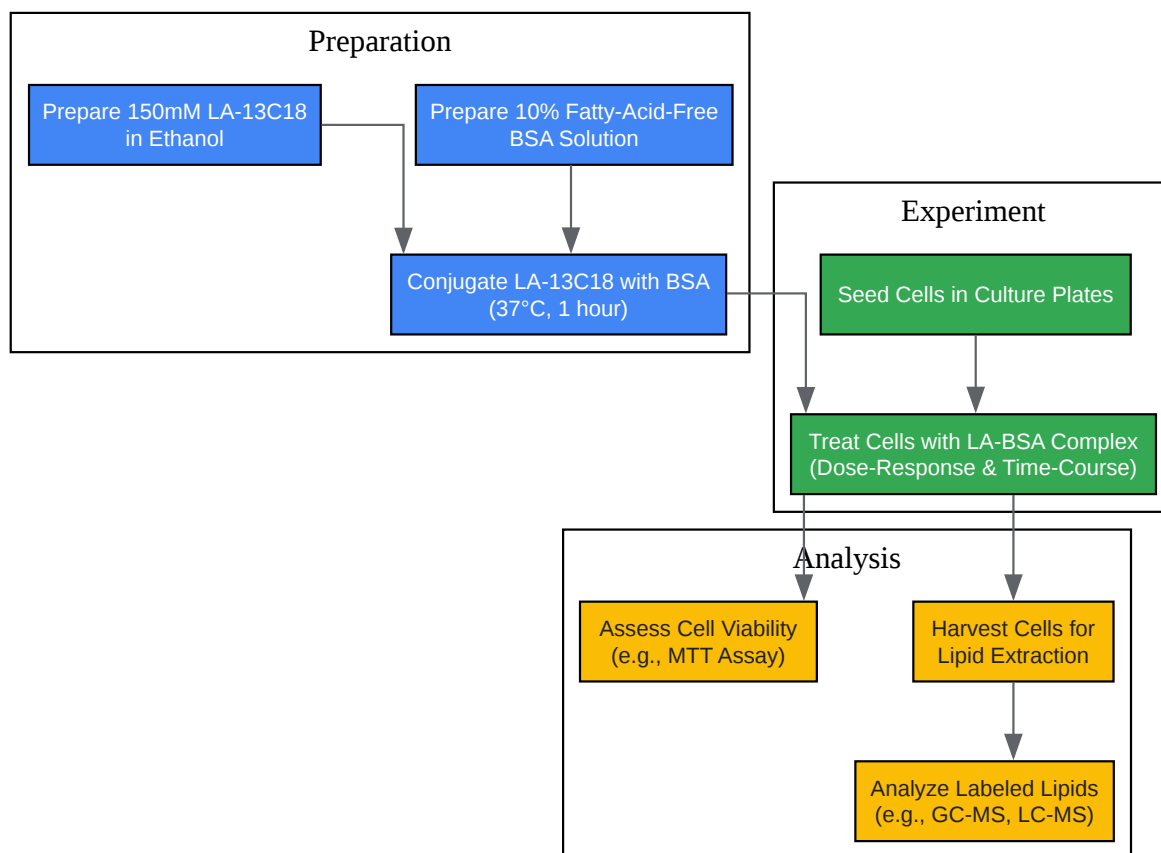 Preparation
Prepare 150mM LA-13C18
in Ethanol
Prepare 10% Fatty-Acid-Free
BSA Solution
Conjugate LA-13C18 with BSA
(37°C, 1 hour)
Experiment
Seed Cells in Culture Plates
Treat Cells with LA-BSA Complex
(Dose-Response & Time-Course)
Analysis
Assess Cell Viability
(e.g., MTT Assay)
Harvest Cells for
Lipid Extraction
Analyze Labeled Lipids
(e.g., GC-MS, LC-MS)